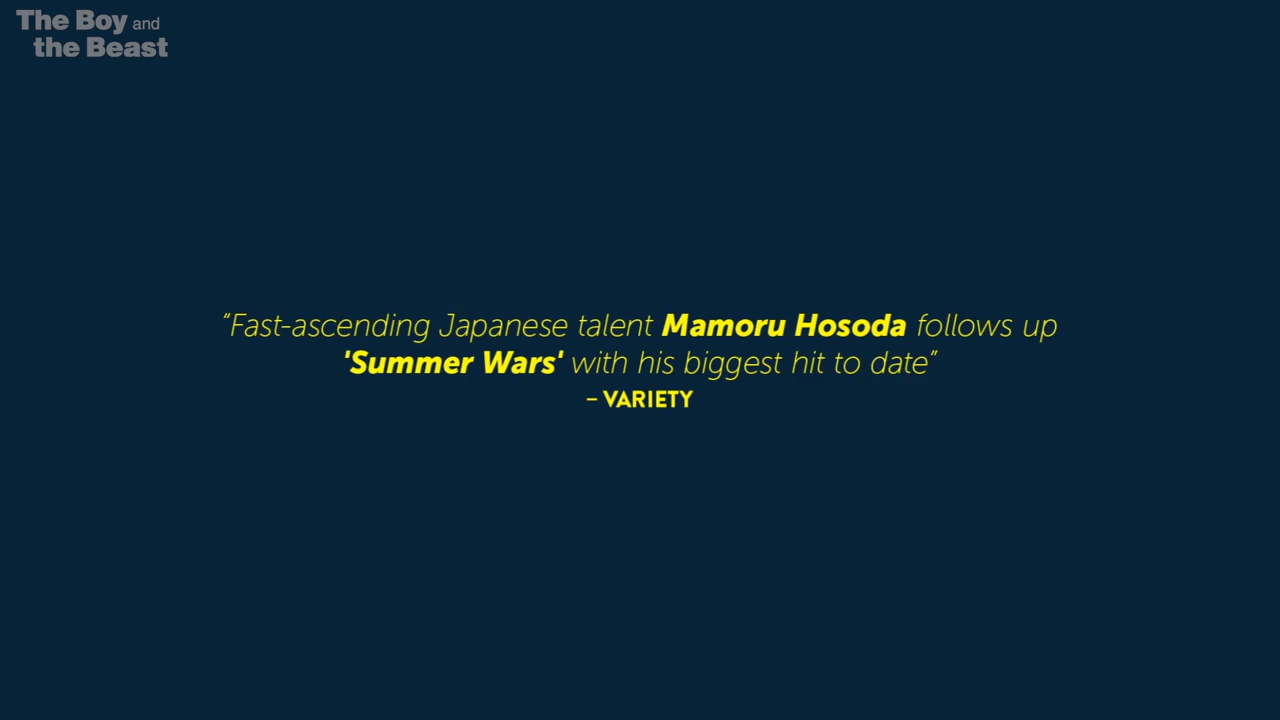 The Boy and
the Beast
“Fast-ascending Japanese talent Mamoru Hosoda follows up
'Summer Wars' with his biggest hit to date”
– VARIETY